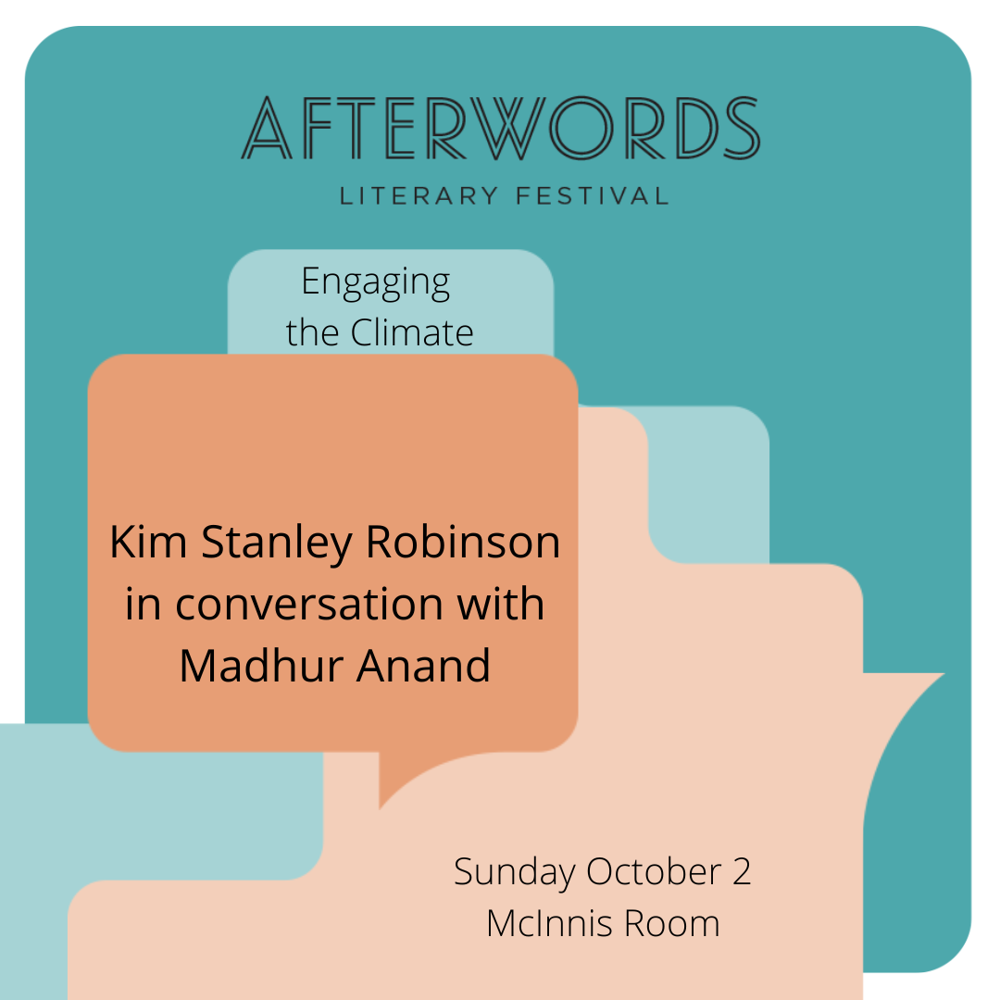 AFTERWORDS
LITERARY FESTIVAL
Engaging
the Climate
Kim Stanley Robinson
in conversation with
Madhur Anand
Sunday October 2
McInnis Room